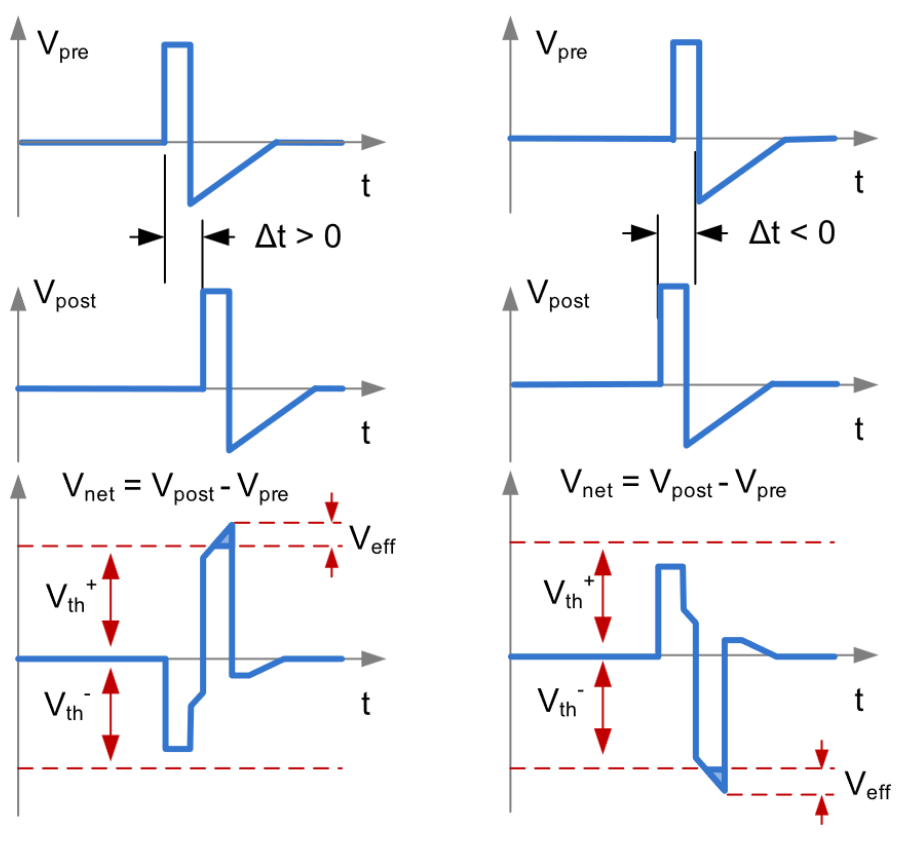 Vpre
t
Δt > 0
Vpost
t
Vnet = Vpost - Vpre
Veff
Vth+
Vth-
t
Vpre
t
Δt < 0
Vpost
t
Vnet = Vpost - Vpre
Vth+
Vth-
t
Veff